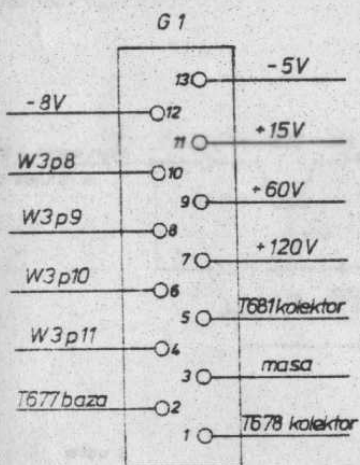 G1
13 -5V
-8V 12
11 +15V
W3p8 10
9 +60V
W3p9 8
7 +120V
W3p10 6
5 T681 kolektor
W3p11 4
3 masa
T677 baza 2
1 T678 kolektor